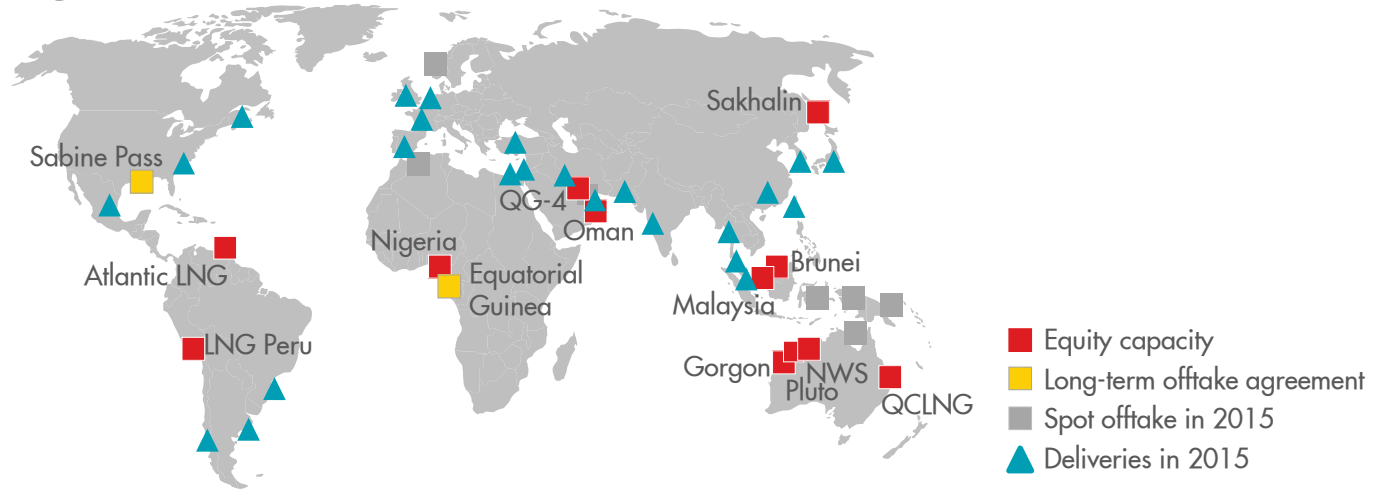 Sakhalin
Sabine Pass
QG-4
Oman
Nigeria
Atlantic LNG
Equatorial
Guinea
Brunei
Malaysia
LNG Peru
Gorgon
NWS
Pluto
QCLNG
Equity capacity
Long-term offtake agreement
Spot offtake in 2015
Deliveries in 2015